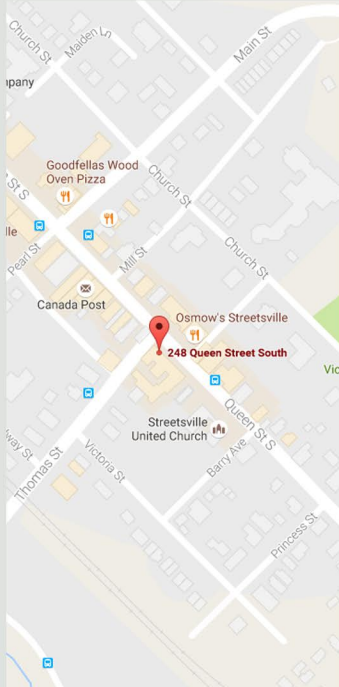 Church St
Maiden Ln
Main St
mpany
Goodfellas Wood
Oven Pizza
n St S
Church St
lle
Pearl St
Mill St
Church St
Canada Post
Osmow's Streetsville
248 Queen Street South
Vic
Streetsville
United Church
Queen St S
way St
Thomas St
Victoria St
Barry Ave
Princess St